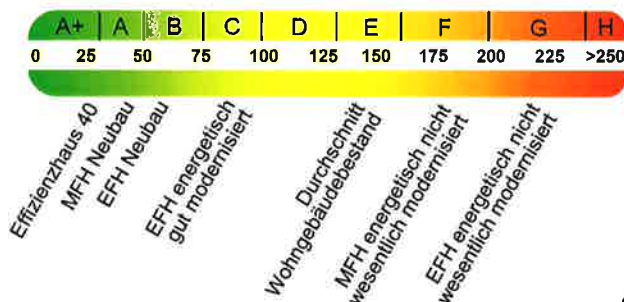 A+ A B C D E F G H
0 25 50 75 100 125 150 175 200 225 >250
Effizienzhaus 40
MFH Neubau
EFH Neubau
EFH energetisch
gut modernisiert
Durchschnitt
Wohngebäudebestand
MFH energetisch nicht
wesentlich modernisiert
EFH energetisch nicht
wesentlich modernisiert